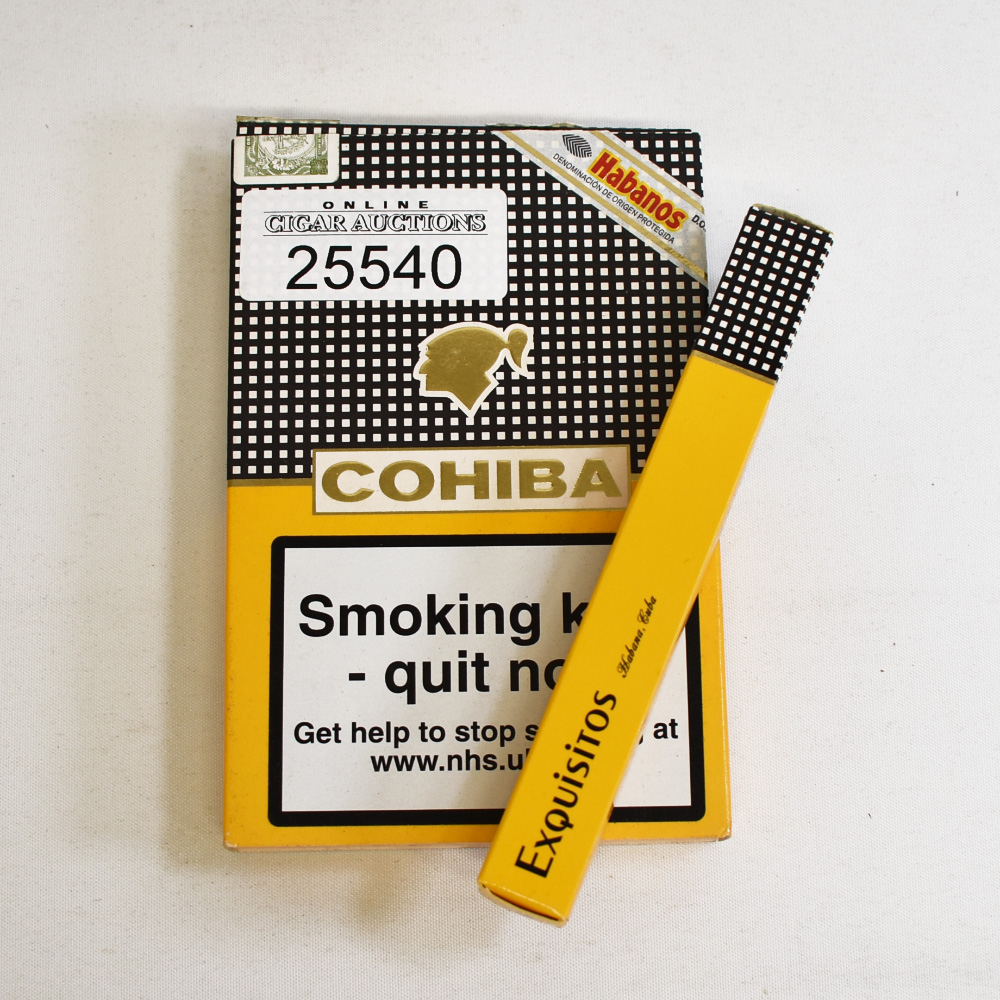 ONLINE
CIGAR AUCTIONS
25540
Habanos
DENOMINACIÓN DE ORIGEN PROTEGIDA
D.O.
COHIBA
Smoking k
- quit no
Get help to stop s at
www.nhs.u
Exquisitos
Habana, Cuba